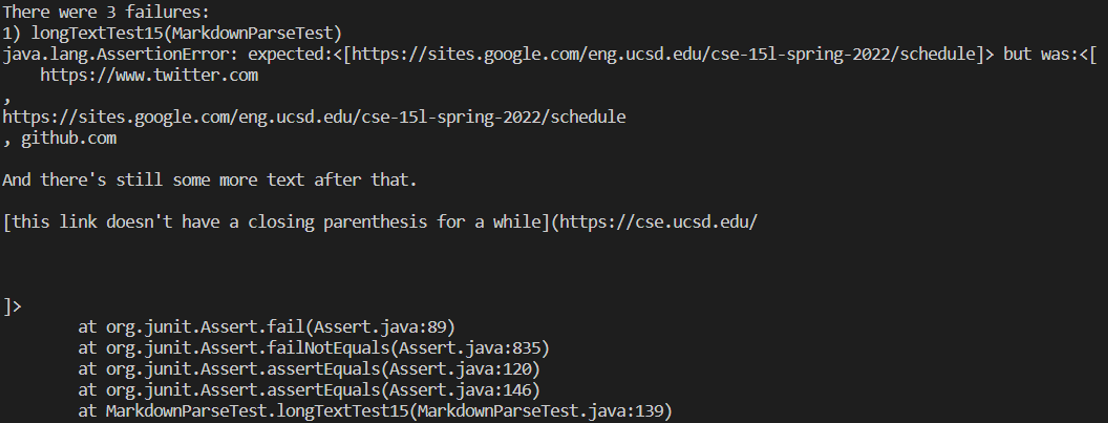 There were 3 failures:
1) longTextTest15(MarkdownParseTest)
java.lang.AssertionError: expected:<[https://sites.google.com/eng.ucsd.edu/cse-15l-spring-2022/schedule]> but was:<[
    https://www.twitter.com
,
https://sites.google.com/eng.ucsd.edu/cse-15l-spring-2022/schedule
, github.com

And there's still some more text after that.

[this link doesn't have a closing parenthesis for a while](https://cse.ucsd.edu/



]>
        at org.junit.Assert.fail(Assert.java:89)
        at org.junit.Assert.failNotEquals(Assert.java:835)
        at org.junit.Assert.assertEquals(Assert.java:120)
        at org.junit.Assert.assertEquals(Assert.java:146)
        at MarkdownParseTest.longTextTest15(MarkdownParseTest.java:139)